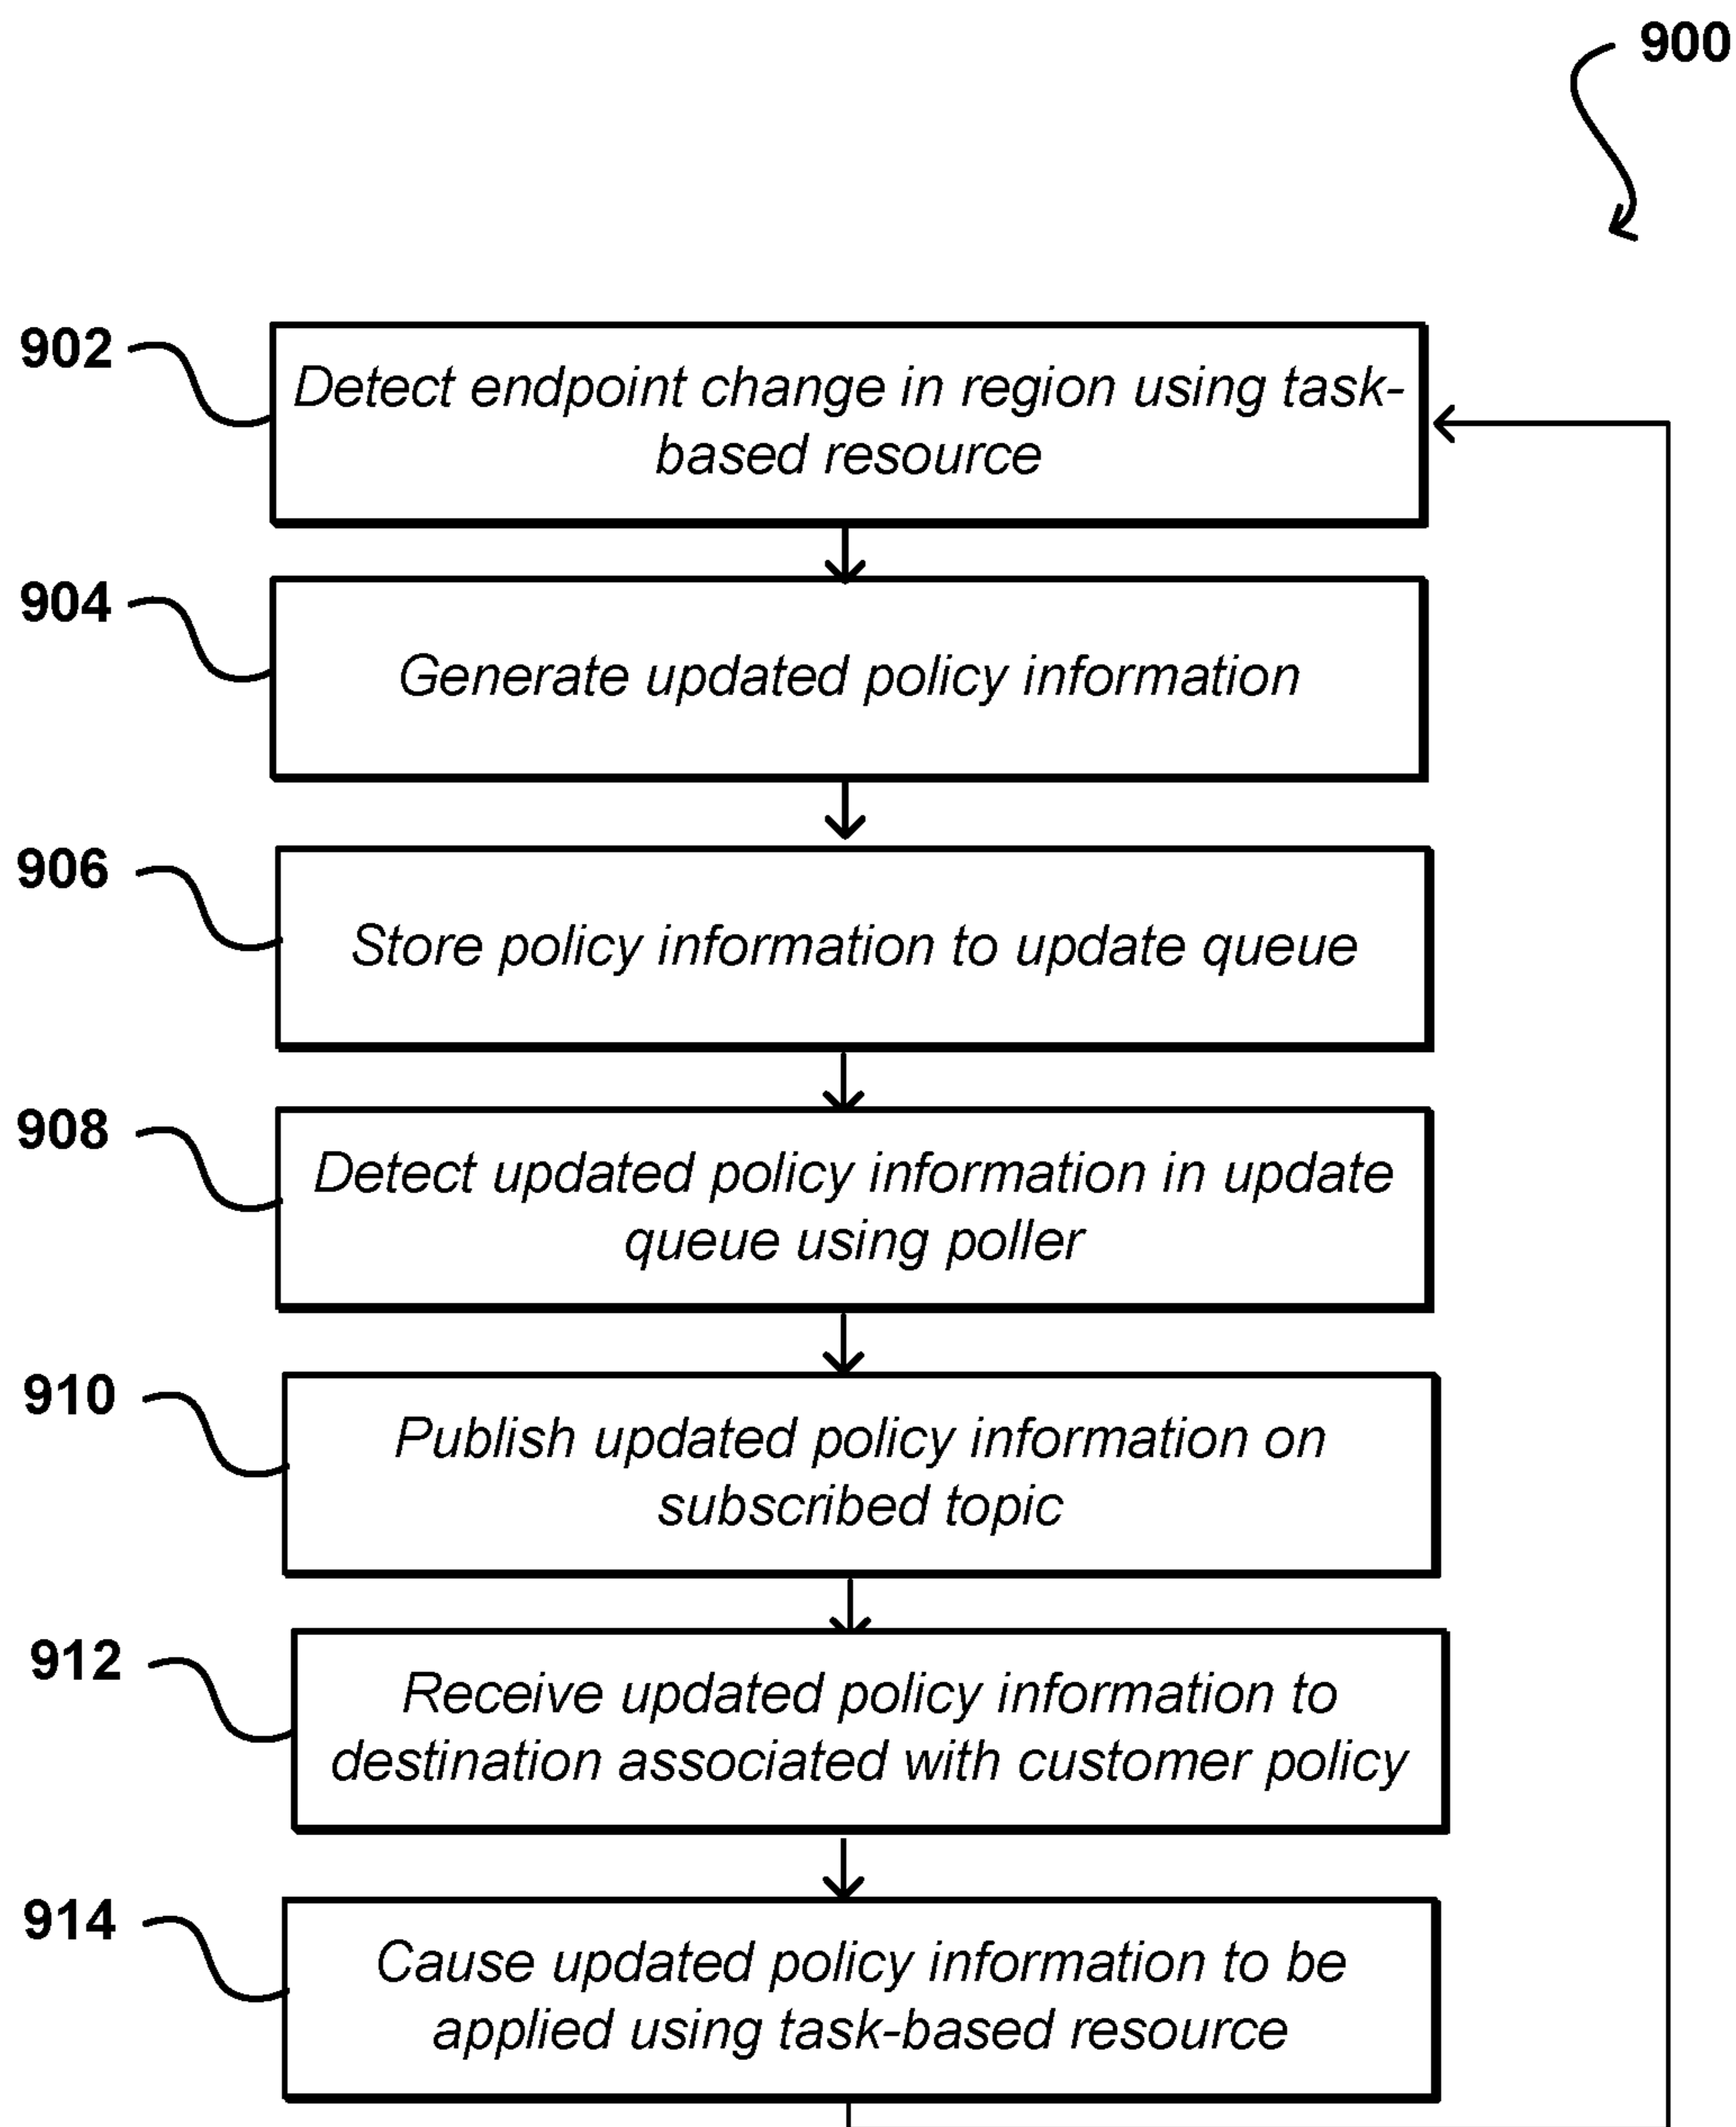 900
902
Detect endpoint change in region using task-
based resource
904
Generate updated policy information
906
Store policy information to update queue
908
Detect updated policy information in update
queue using poller
910
Publish updated policy information on
subscribed topic
912
Receive updated policy information to
destination associated with customer policy
914
Cause updated policy information to be
applied using task-based resource